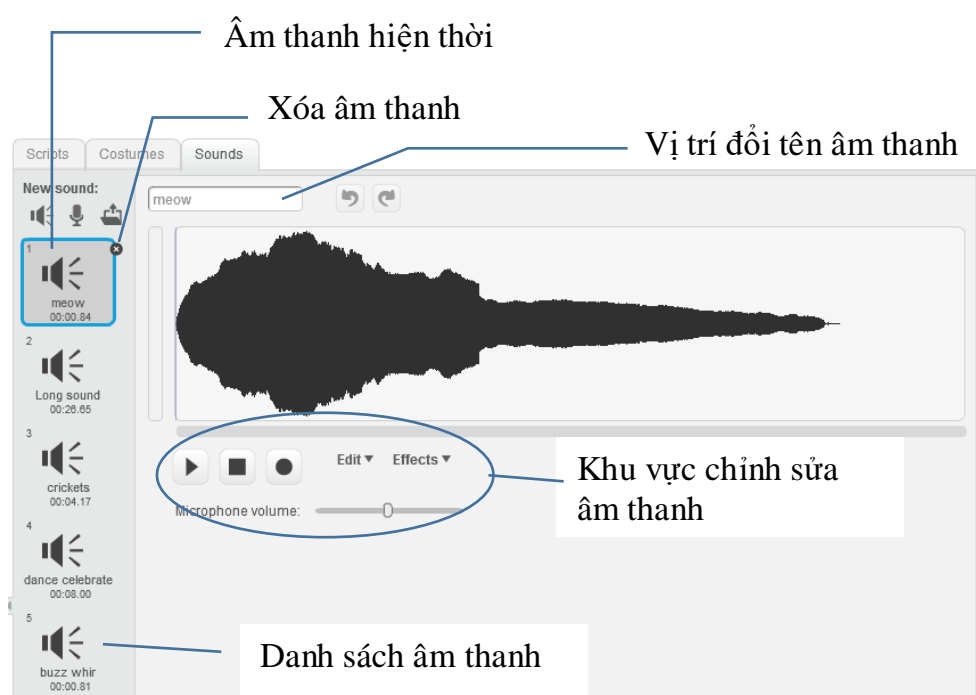 Âm thanh hiện thời
Xóa âm thanh
Vị trí đổi tên âm thanh
Scripts Costumes Sounds
New sound:
meow
1
meow
00:00.84
2
Long sound
00:26.65
3
crickets
00:04.17
4
dance celebrate
00:08.00
5
buzz whir
00:00.81
Edit Effects
Microphone volume:
Khu vực chỉnh sửa
âm thanh
Danh sách âm thanh